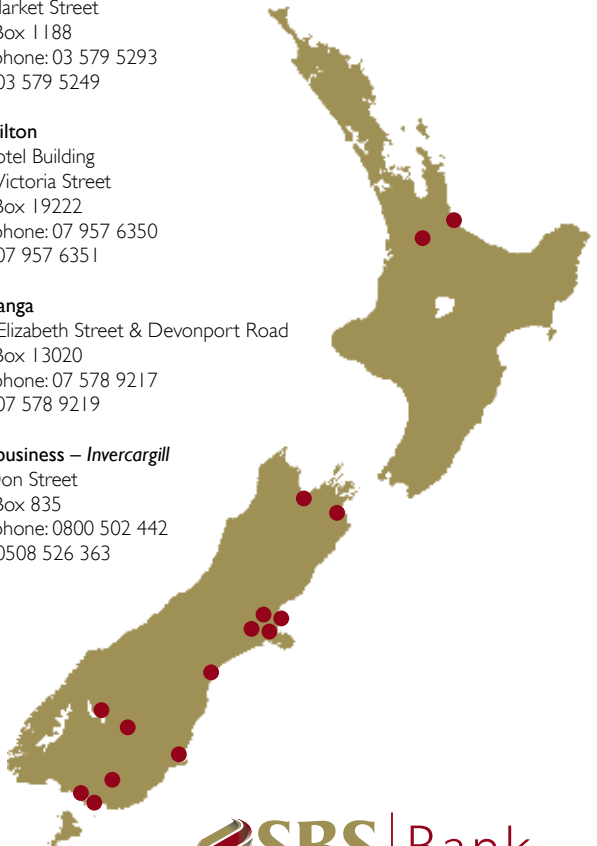 arket Street
Box 1188
phone: 03 579 5293
03 579 5249
ilton
otel Building
Victoria Street
Box 19222
phone: 07 957 6350
07 957 6351
anga
Elizabeth Street & Devonport Road
Box 13020
phone: 07 578 9217
07 578 9219
business – Invercargill
on Street
Box 835
phone: 0800 502 442
0508 526 363
SBS Bank